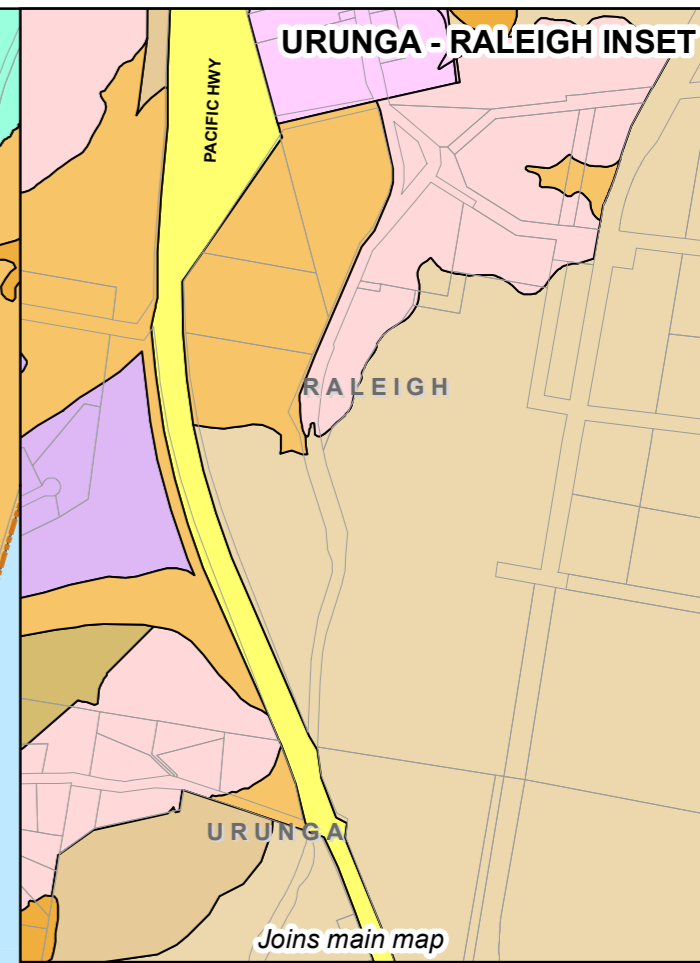 URUNGA - RALEIGH INSET
PACIFIC HWY
RALEIGH
URUNGA
Joins main map